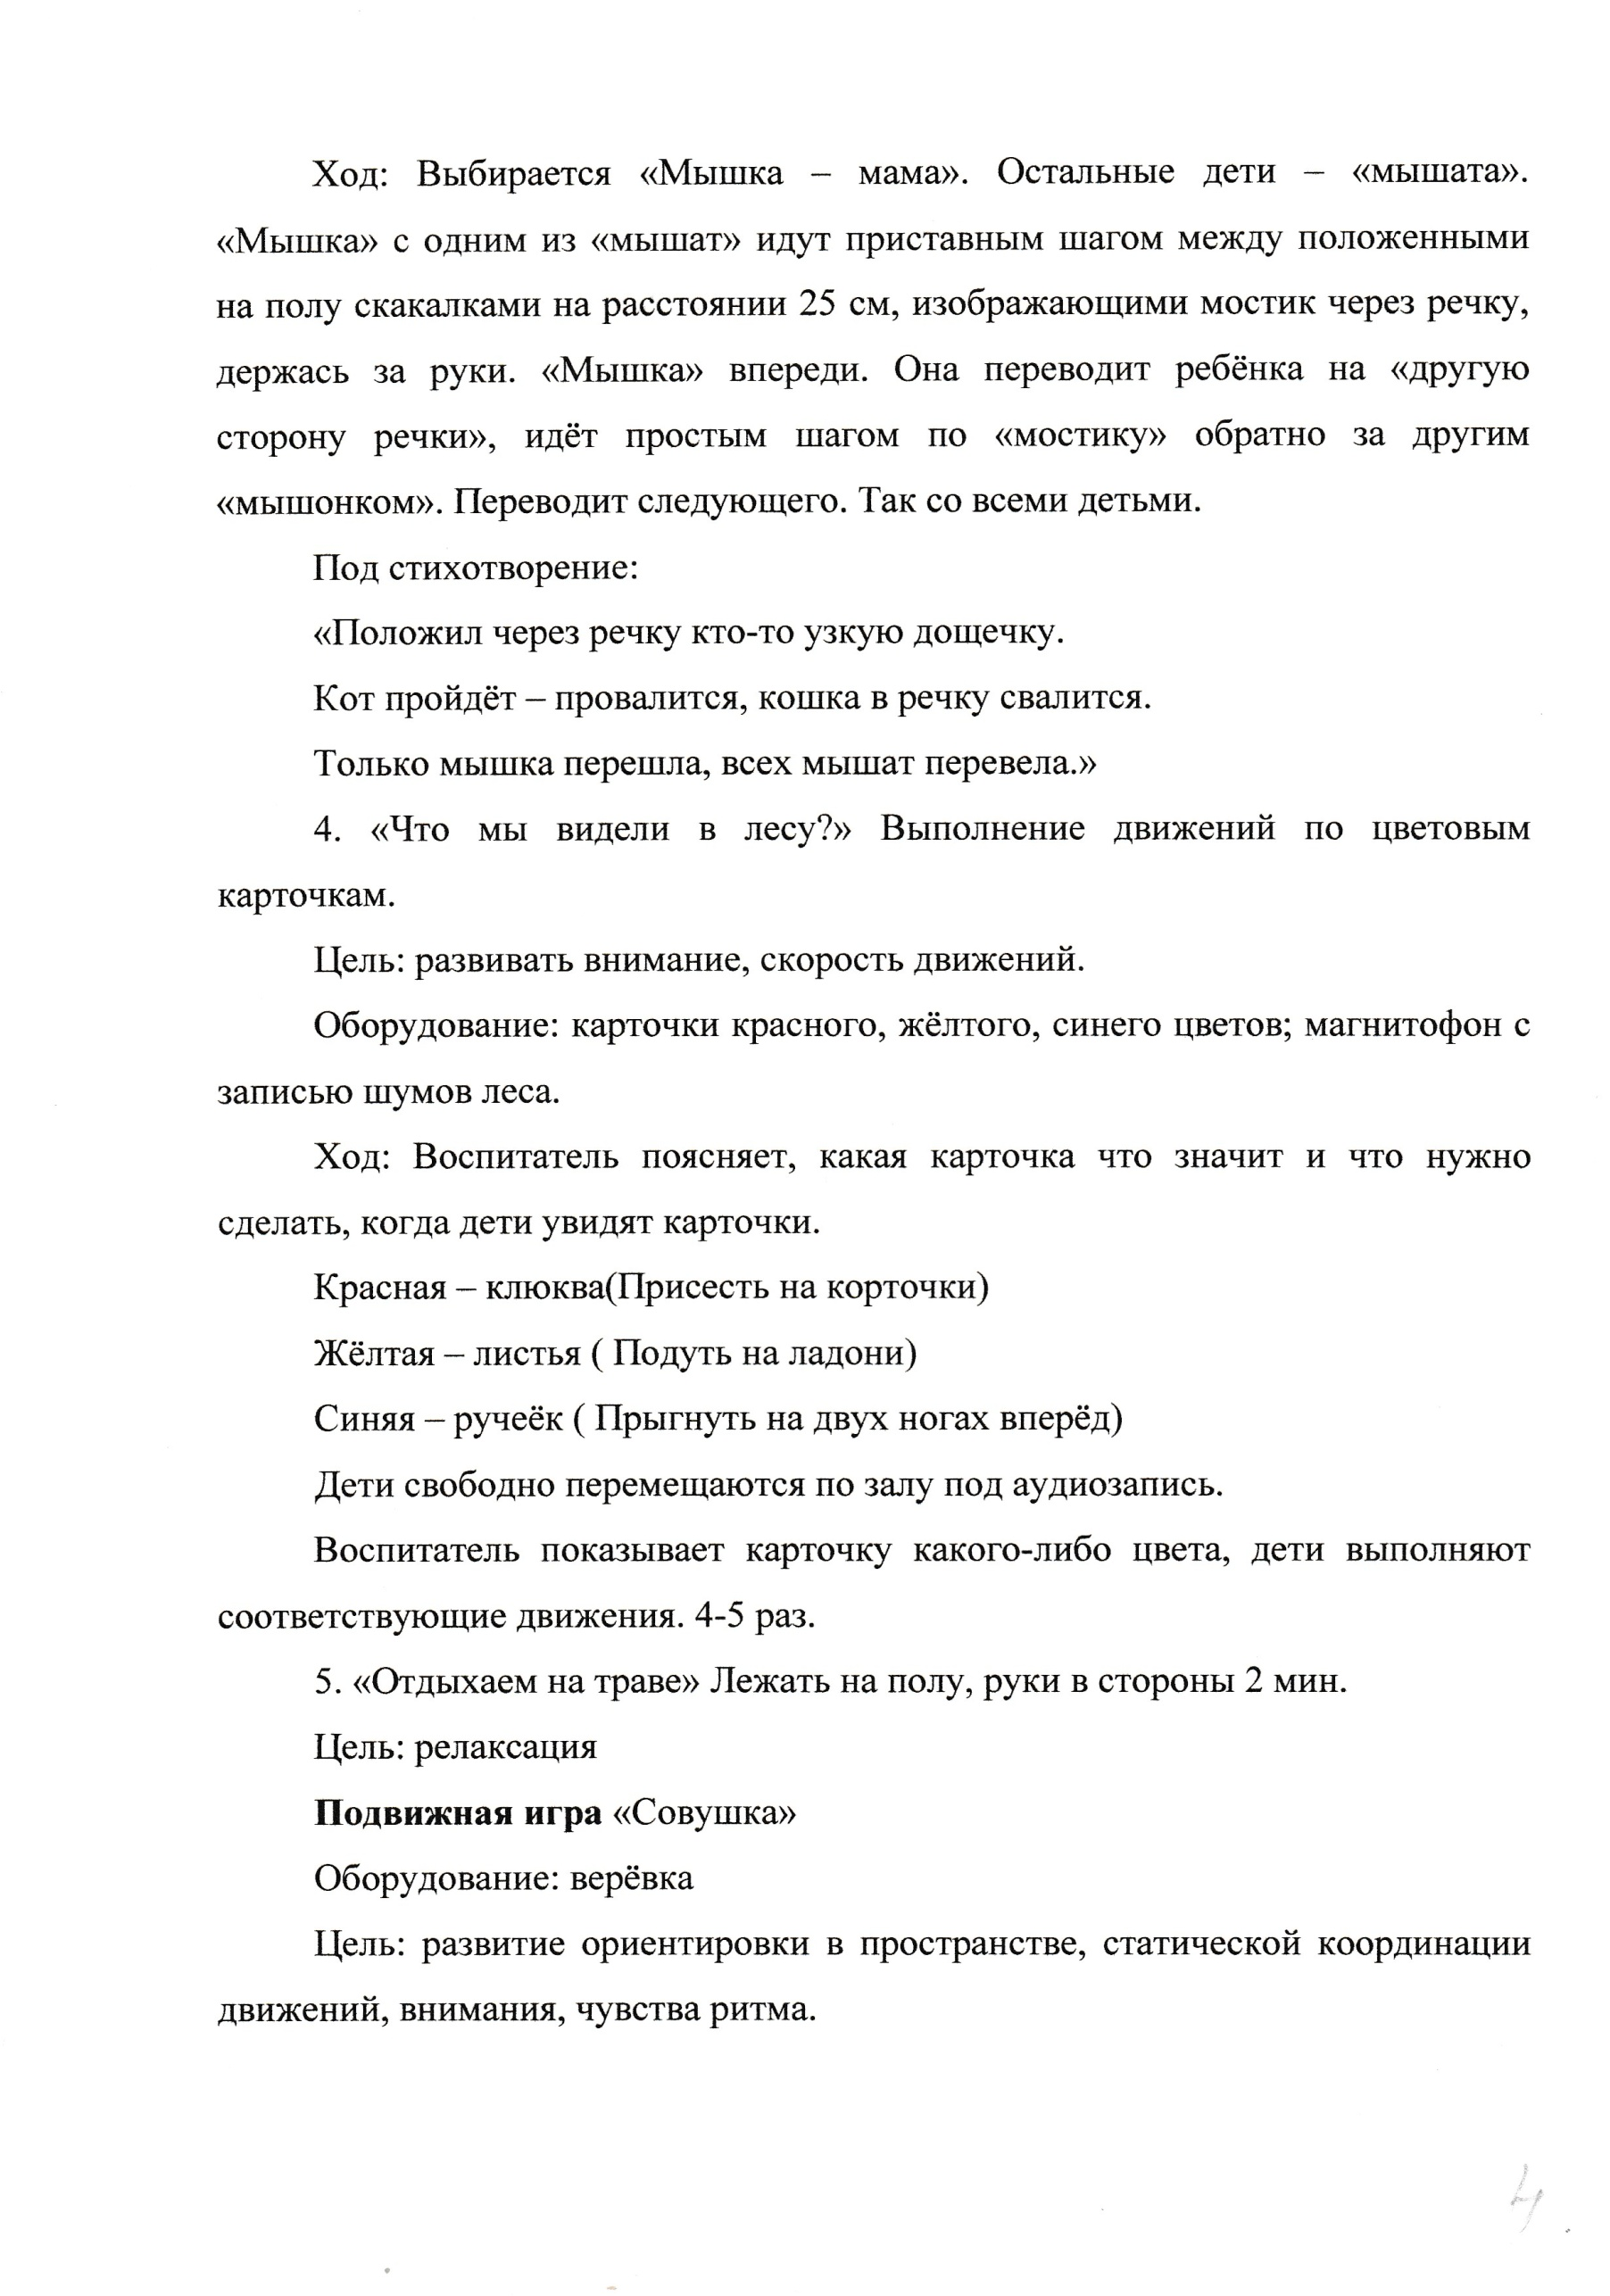 Ход: Выбирается «Мышка – мама». Остальные дети – «мышата».
«Мышка» с одним из «мышат» идут приставным шагом между положенными
на полу скакалками на расстоянии 25 см, изображающими мостик через речку,
держась за руки. «Мышка» впереди. Она переводит ребёнка на «другую
сторону речки», идёт простым шагом по «мостику» обратно за другим
«мышонком». Переводит следующего. Так со всеми детьми.
Под стихотворение:
«Положил через речку кто-то узкую дощечку.
Кот пройдёт – провалится, кошка в речку свалится.
Только мышка перешла, всех мышат перевела.»
4. «Что мы видели в лесу?» Выполнение движений по цветовым
карточкам.
Цель: развивать внимание, скорость движений.
Оборудование: карточки красного, жёлтого, синего цветов; магнитофон с
записью шумов леса.
Ход: Воспитатель поясняет, какая карточка что значит и что нужно
сделать, когда дети увидят карточки.
Красная – клюква(Присесть на корточки)
Жёлтая – листья ( Подуть на ладони)
Синяя – ручеёк ( Прыгнуть на двух ногах вперёд)
Дети свободно перемещаются по залу под аудиозапись.
Воспитатель показывает карточку какого-либо цвета, дети выполняют
соответствующие движения. 4-5 раз.
5. «Отдыхаем на траве» Лежать на полу, руки в стороны 2 мин.
Цель: релаксация
Подвижная игра «Совушка»
Оборудование: верёвка
Цель: развитие ориентировки в пространстве, статической координации
движений, внимания, чувства ритма.
4